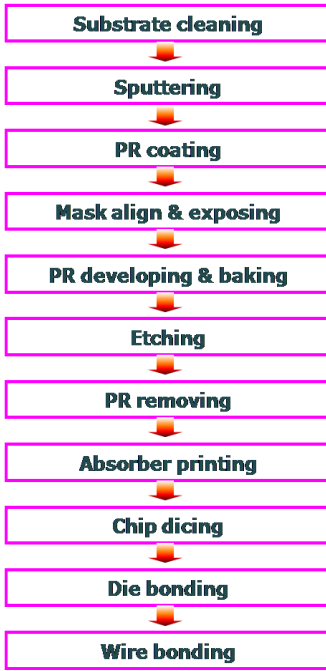 Substrate cleaning
Sputtering
PR coating
Mask align & exposing
PR developing & baking
Etching
PR removing
Absorber printing
Chip dicing
Die bonding
Wire bonding